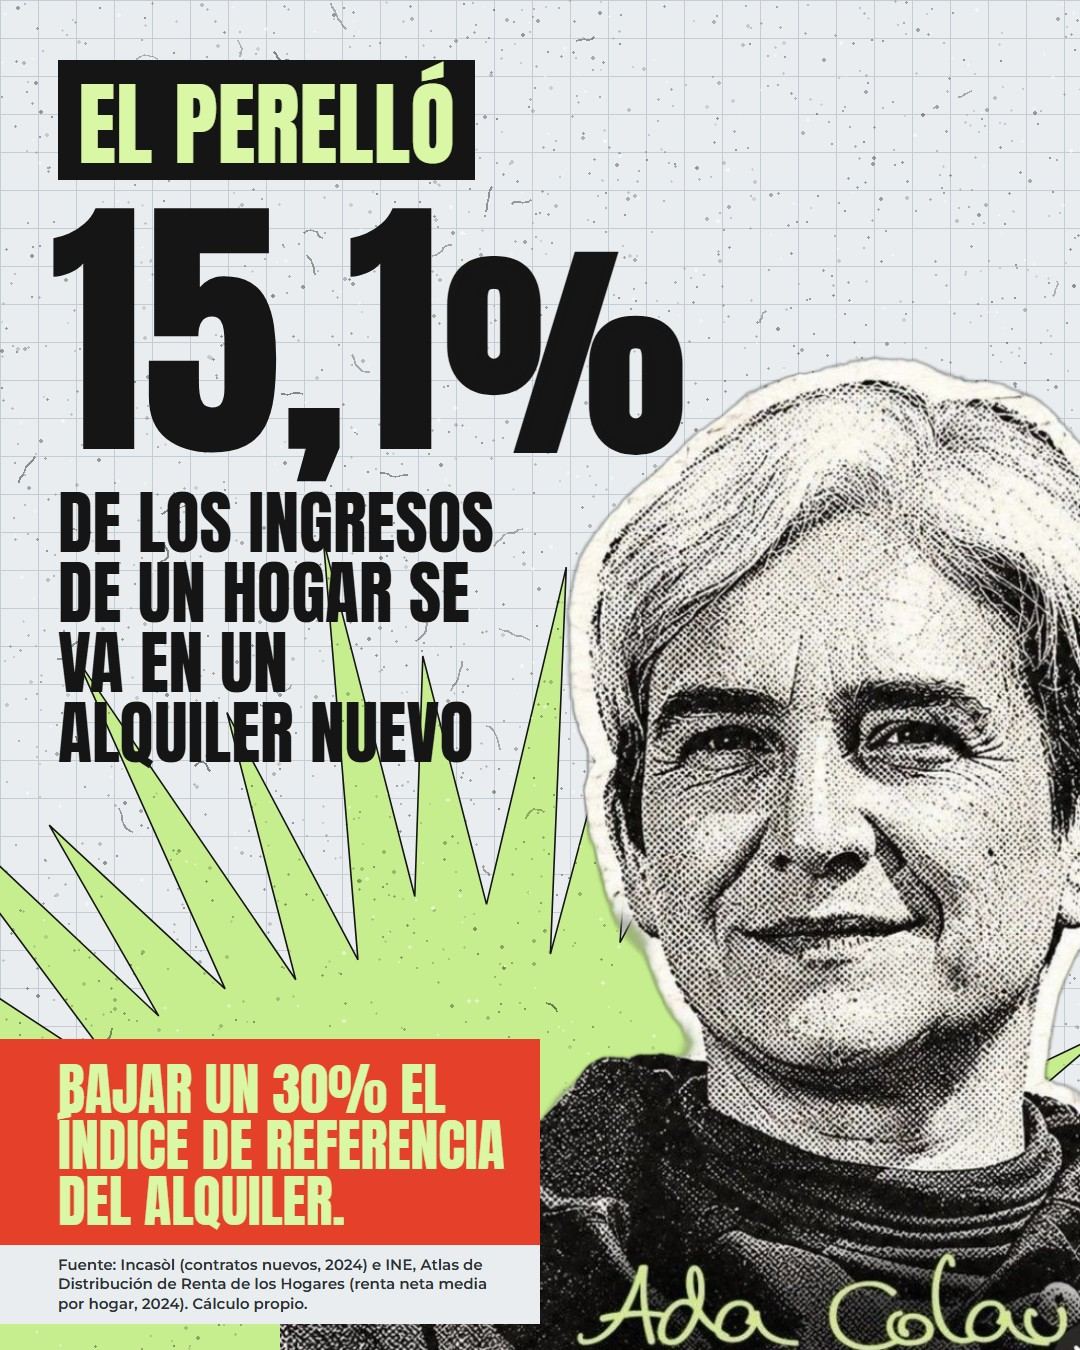 EL PERELLÓ
15,1%
DE LOS INGRESOS
DE UN HOGAR SE
VA EN UN
ALQUILER NUEVO
BAJAR UN 30% EL
ÍNDICE DE REFERENCIA
DEL ALQUILER.
Fuente: Incasòl (contratos nuevos, 2024) e INE, Atlas de
Distribución de Renta de los Hogares (renta neta media
por hogar, 2024). Cálculo propio.
Ada Colau